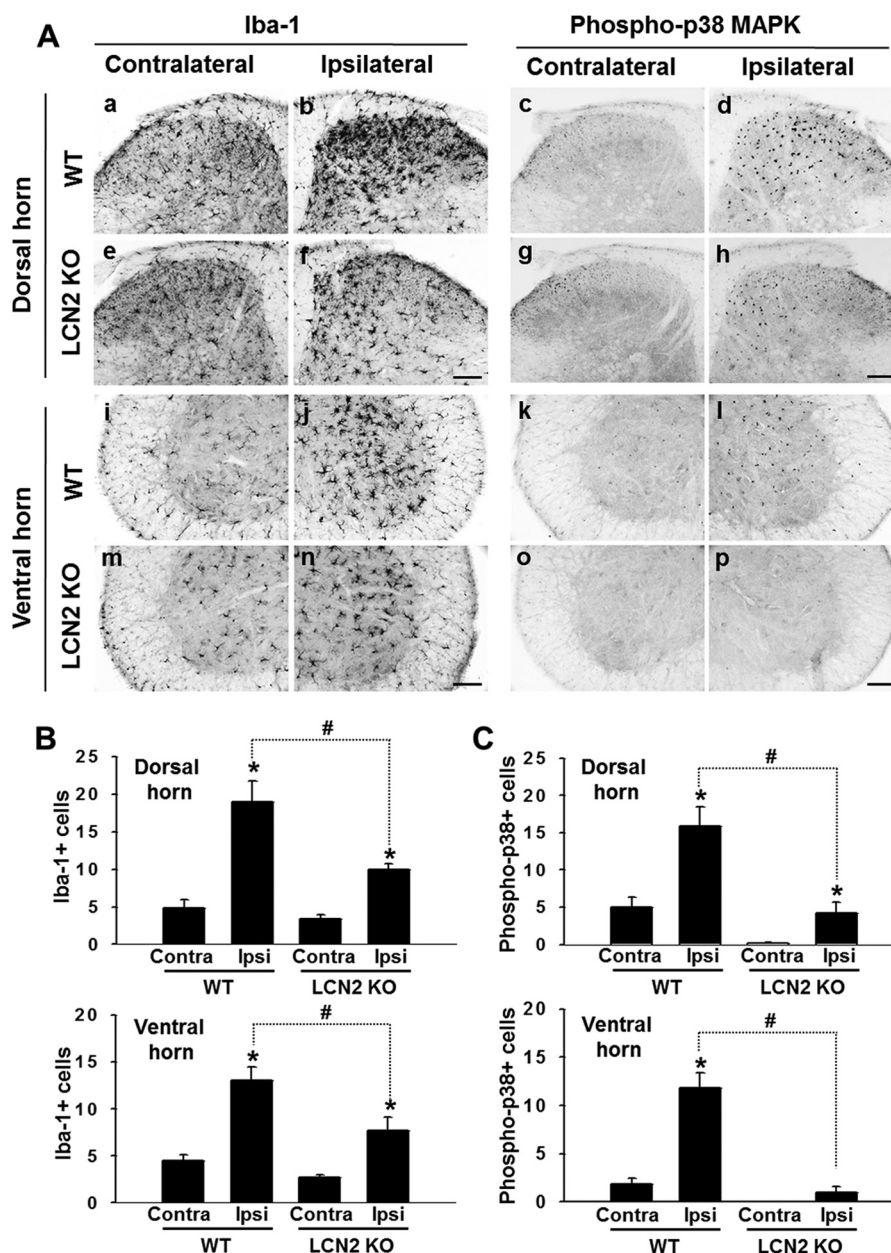 A
Iba-1
Phospho-p38 MAPK
Contralateral
Ipsilateral
Contralateral
Ipsilateral
Dorsal horn
WT
a
b
c
d
LCN2 KO
e
f
g
h
Ventral horn
WT
i
j
k
l
LCN2 KO
m
n
o
p
B
Dorsal
horn
Iba-1+ cells
25
20
15
10
5
0
#
*
*
Contra
Ipsi
Contra
Ipsi
WT
LCN2 KO
Ventral
horn
Iba-1+ cells
20
15
10
5
0
#
*
*
Contra
Ipsi
Contra
Ipsi
WT
LCN2 KO
C
Dorsal
horn
Phospho-p38+ cells
25
20
15
10
5
0
#
*
*
Contra
Ipsi
Contra
Ipsi
WT
LCN2 KO
Ventral
horn
Phospho-p38+ cells
20
15
10
5
0
#
*
Contra
Ipsi
Contra
Ipsi
WT
LCN2 KO